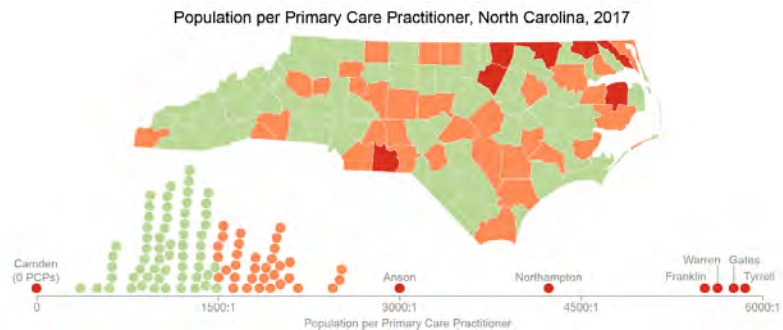 Population per Primary Care Practitioner, North Carolina, 2017
Warren Gates
Camden
(0 PCPs) Anson Northampton Franklin Tyrrell
0 1500:1 3000:1 4500:1 6000:1
Population per Primary Care Practitioner